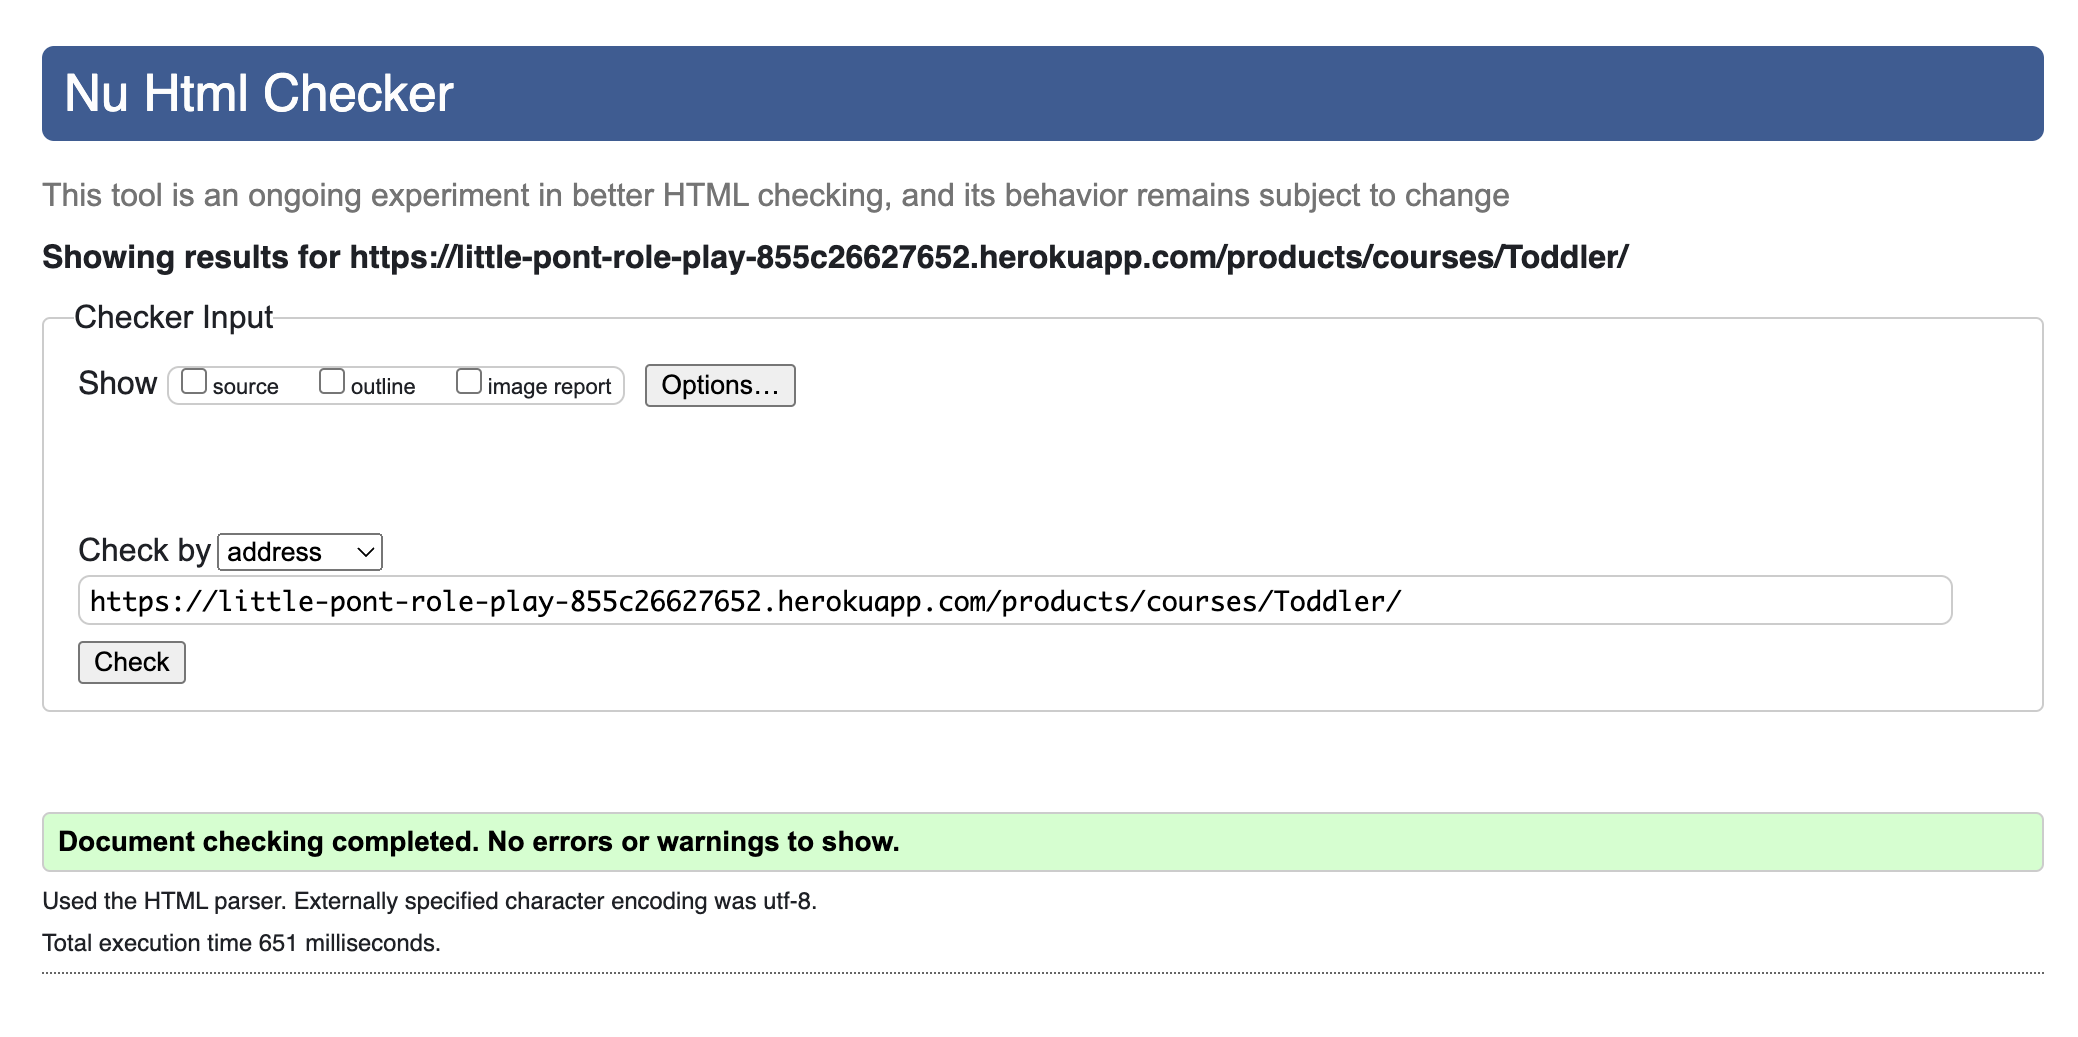 Nu Html Checker
This tool is an ongoing experiment in better HTML checking, and its behavior remains subject to change
Showing results for https://little-pont-role-play-855c26627652.herokuapp.com/products/courses/Toddler/
Checker Input
Show source outline image report Options...
Check by address
https://little-pont-role-play-855c26627652.herokuapp.com/products/courses/Toddler/
Check
Document checking completed. No errors or warnings to show.
Used the HTML parser. Externally specified character encoding was utf-8.
Total execution time 651 milliseconds.